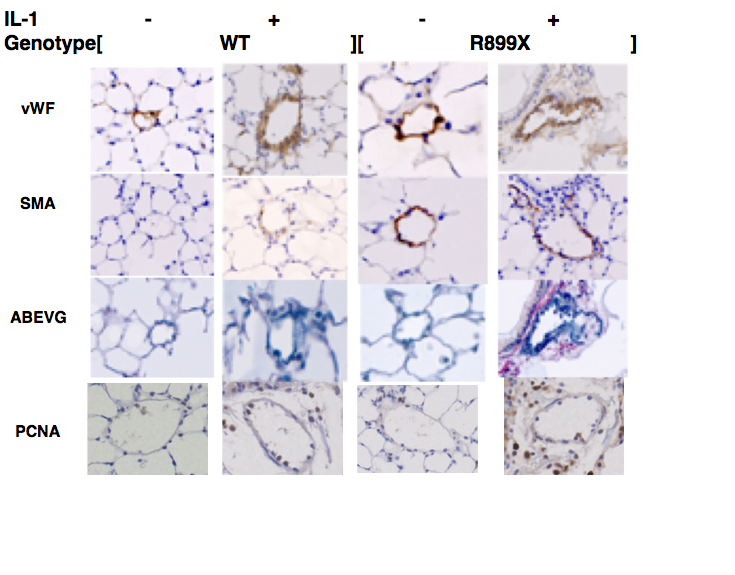 IL-1 - + - +
Genotype[ WT ][ R899X ]
vWF
SMA
ABEVG
PCNA